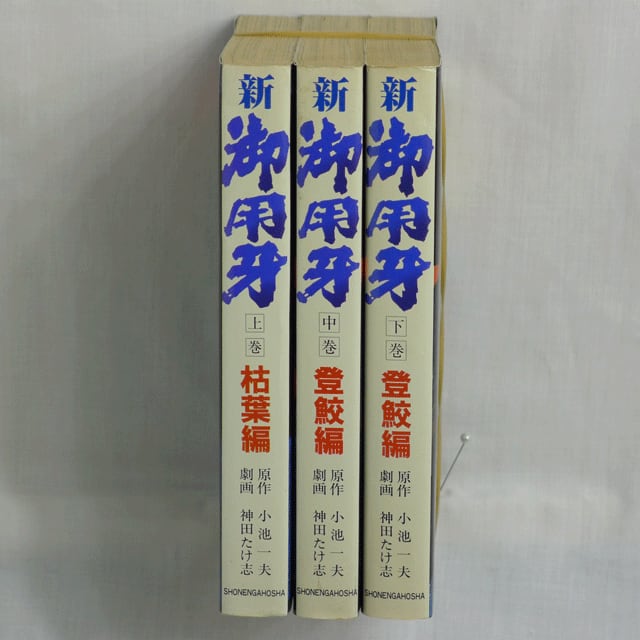 新
御用牙
上巻
枯葉編
原作 小池一夫
劇画 神田たけ志
SHONENGAHOSHA
新
御用牙
中巻
登鮫編
原作 小池一夫
劇画 神田たけ志
SHONENGAHOSHA
新
御用牙
下巻
登鮫編
原作 小池一夫
劇画 神田たけ志
SHONENGAHOSHA